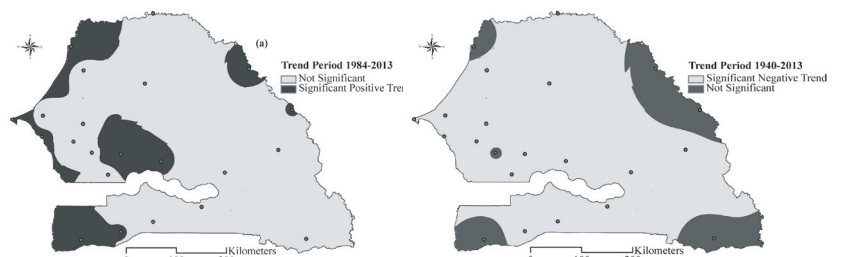 (a)
Trend Period 1984-2013
Not Significant
Significant Positive Tre
Kilometers
Trend Period 1940-2013
Significant Negative Trend
Not Significant
Kilometers